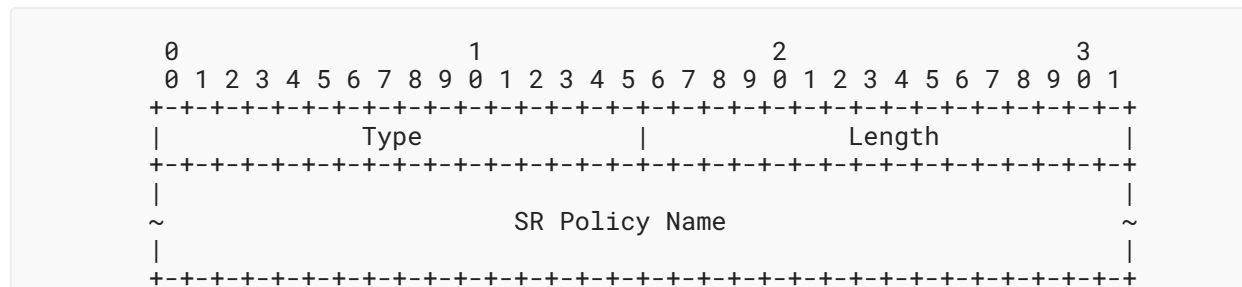 0                   1                   2                   3
 0 1 2 3 4 5 6 7 8 9 0 1 2 3 4 5 6 7 8 9 0 1 2 3 4 5 6 7 8 9 0 1
+-+-+-+-+-+-+-+-+-+-+-+-+-+-+-+-+-+-+-+-+-+-+-+-+-+-+-+-+-+-+-+-+
|             Type              |             Length            |
+-+-+-+-+-+-+-+-+-+-+-+-+-+-+-+-+-+-+-+-+-+-+-+-+-+-+-+-+-+-+-+-+
|                                                               |
~                       SR Policy Name                          ~
|                                                               |
+-+-+-+-+-+-+-+-+-+-+-+-+-+-+-+-+-+-+-+-+-+-+-+-+-+-+-+-+-+-+-+-+